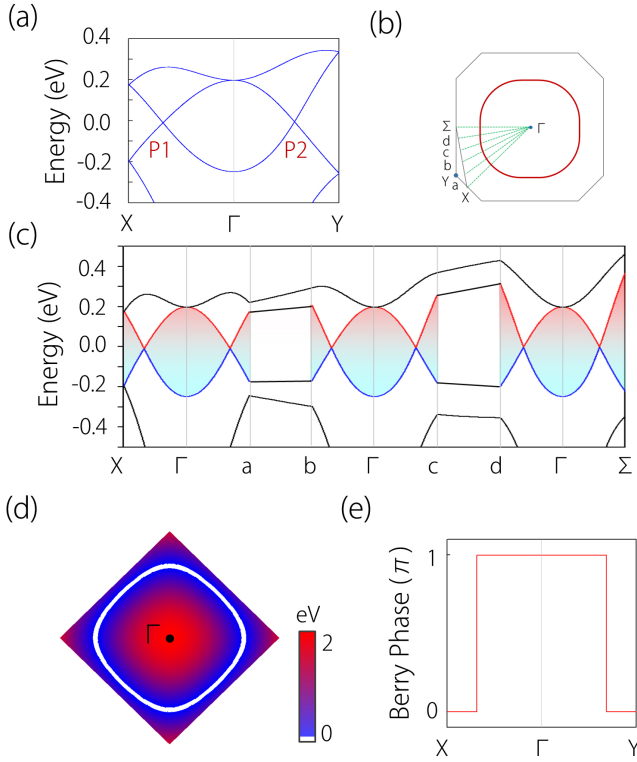 (a)
0.4
0.2
0.0
-0.2
-0.4
Energy (eV)
P1
P2
X
Γ
Y
(b)
Σ
d
c
b
Y
a
X
Γ
(c)
0.4
0.2
0.0
-0.2
-0.4
Energy (eV)
X
Γ
a
b
Γ
c
d
Γ
Σ
(d)
Γ
eV
2
0
(e)
1
0
Berry Phase (π)
X
Γ
Y